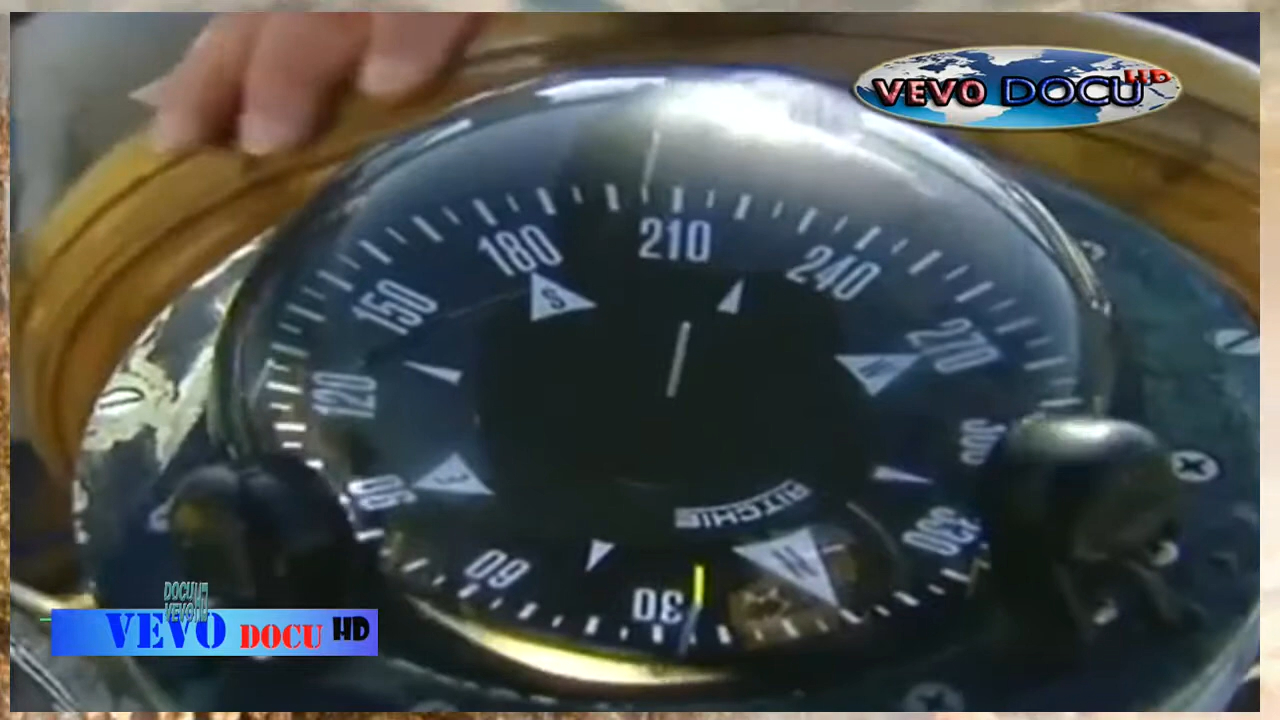 VEVO DOCU HD
210
180
240
S
150
270
W
120
300
E
90
RITCHIE
330
N
60
30
DOCU HD
VEVO HD
VEVO DOCU HD